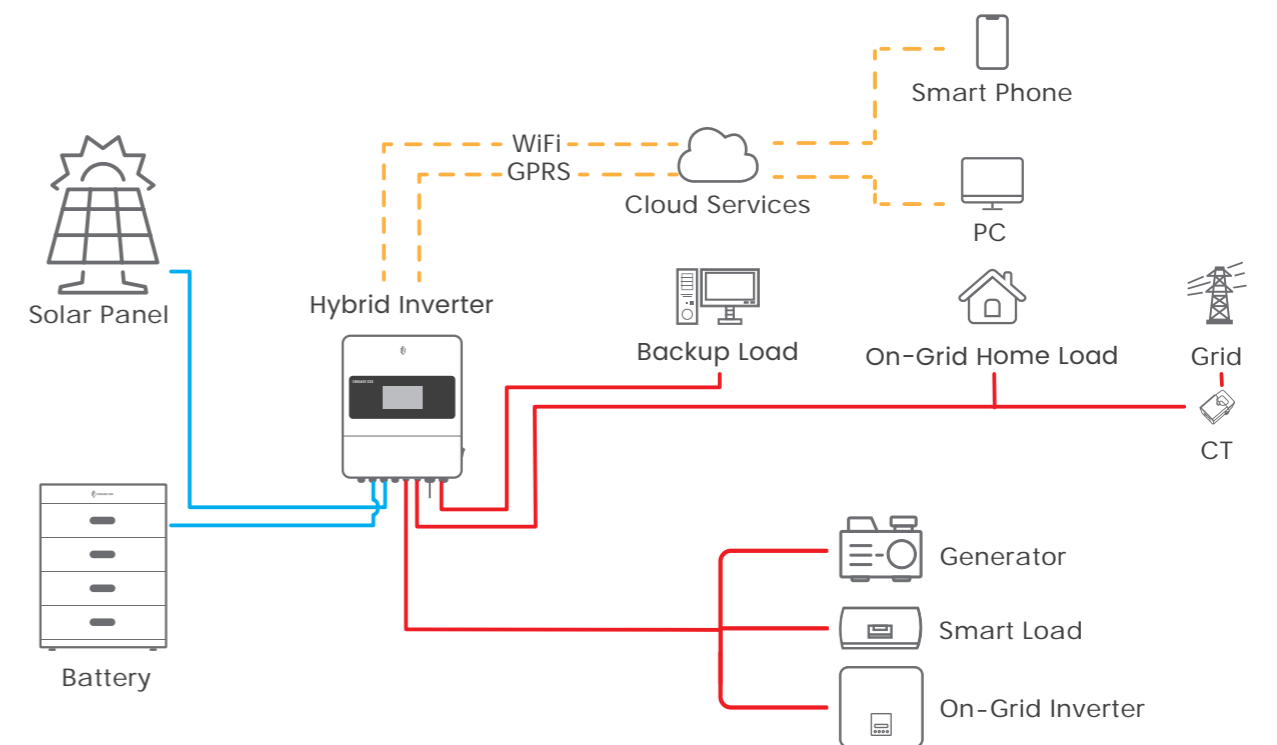 Smart Phone
WiFi
GPRS
Cloud Services
PC
Solar Panel
Hybrid Inverter
Backup Load
On-Grid Home Load
Grid
CT
Battery
Generator
Smart Load
On-Grid Inverter